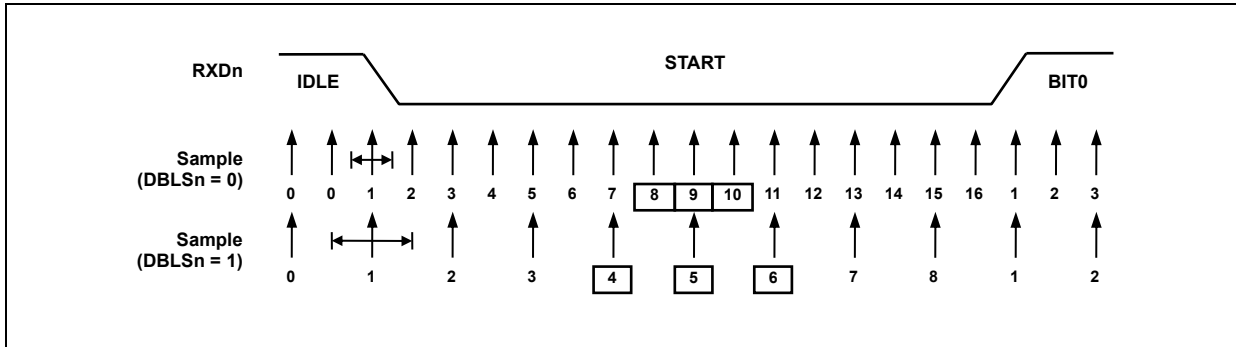 RXDn
IDLE
START
BIT0
Sample
(DBLSn = 0)
0 0 1 2 3 4 5 6 7 8 9 10 11 12 13 14 15 16 1 2 3
Sample
(DBLSn = 1)
0 1 2 3 4 5 6 7 8 1 2